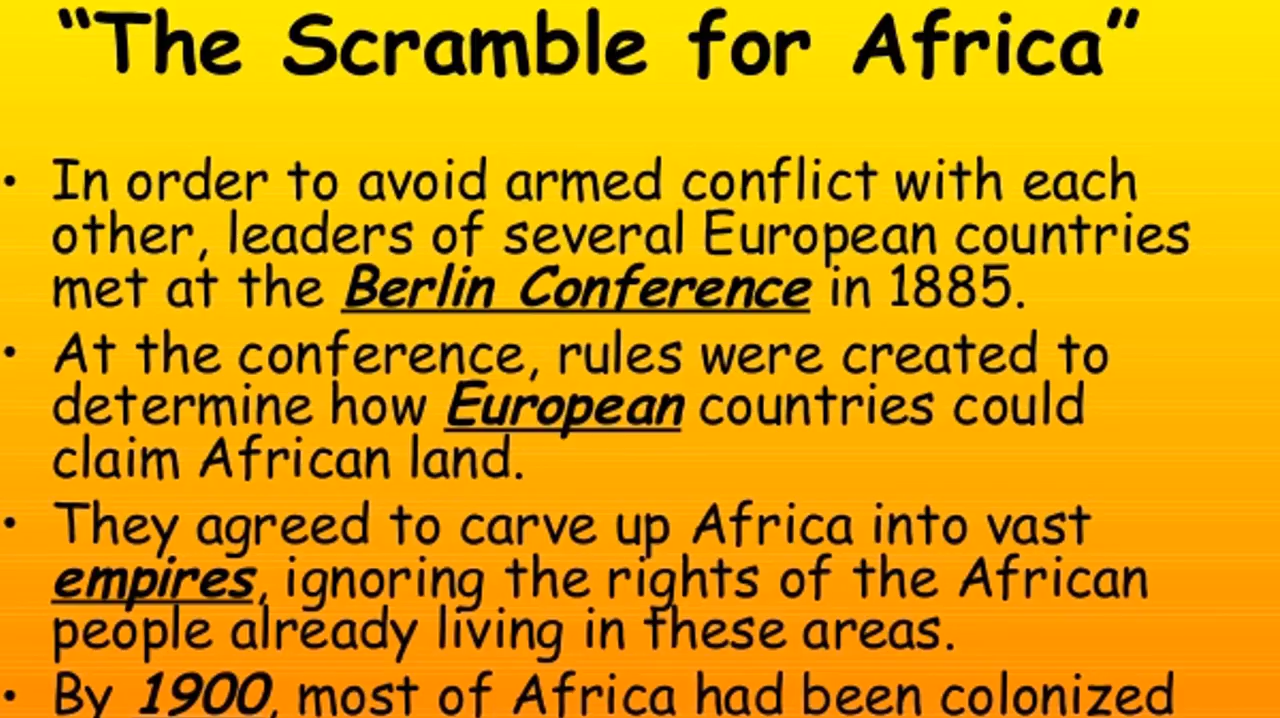 “The Scramble for Africa”
• In order to avoid armed conflict with each
other, leaders of several European countries
met at the Berlin Conference in 1885.
• At the conference, rules were created to
determine how European countries could
claim African land.
• They agreed to carve up Africa into vast
empires, ignoring the rights of the African
people already living in these areas.
• By 1900, most of Africa had been colonized